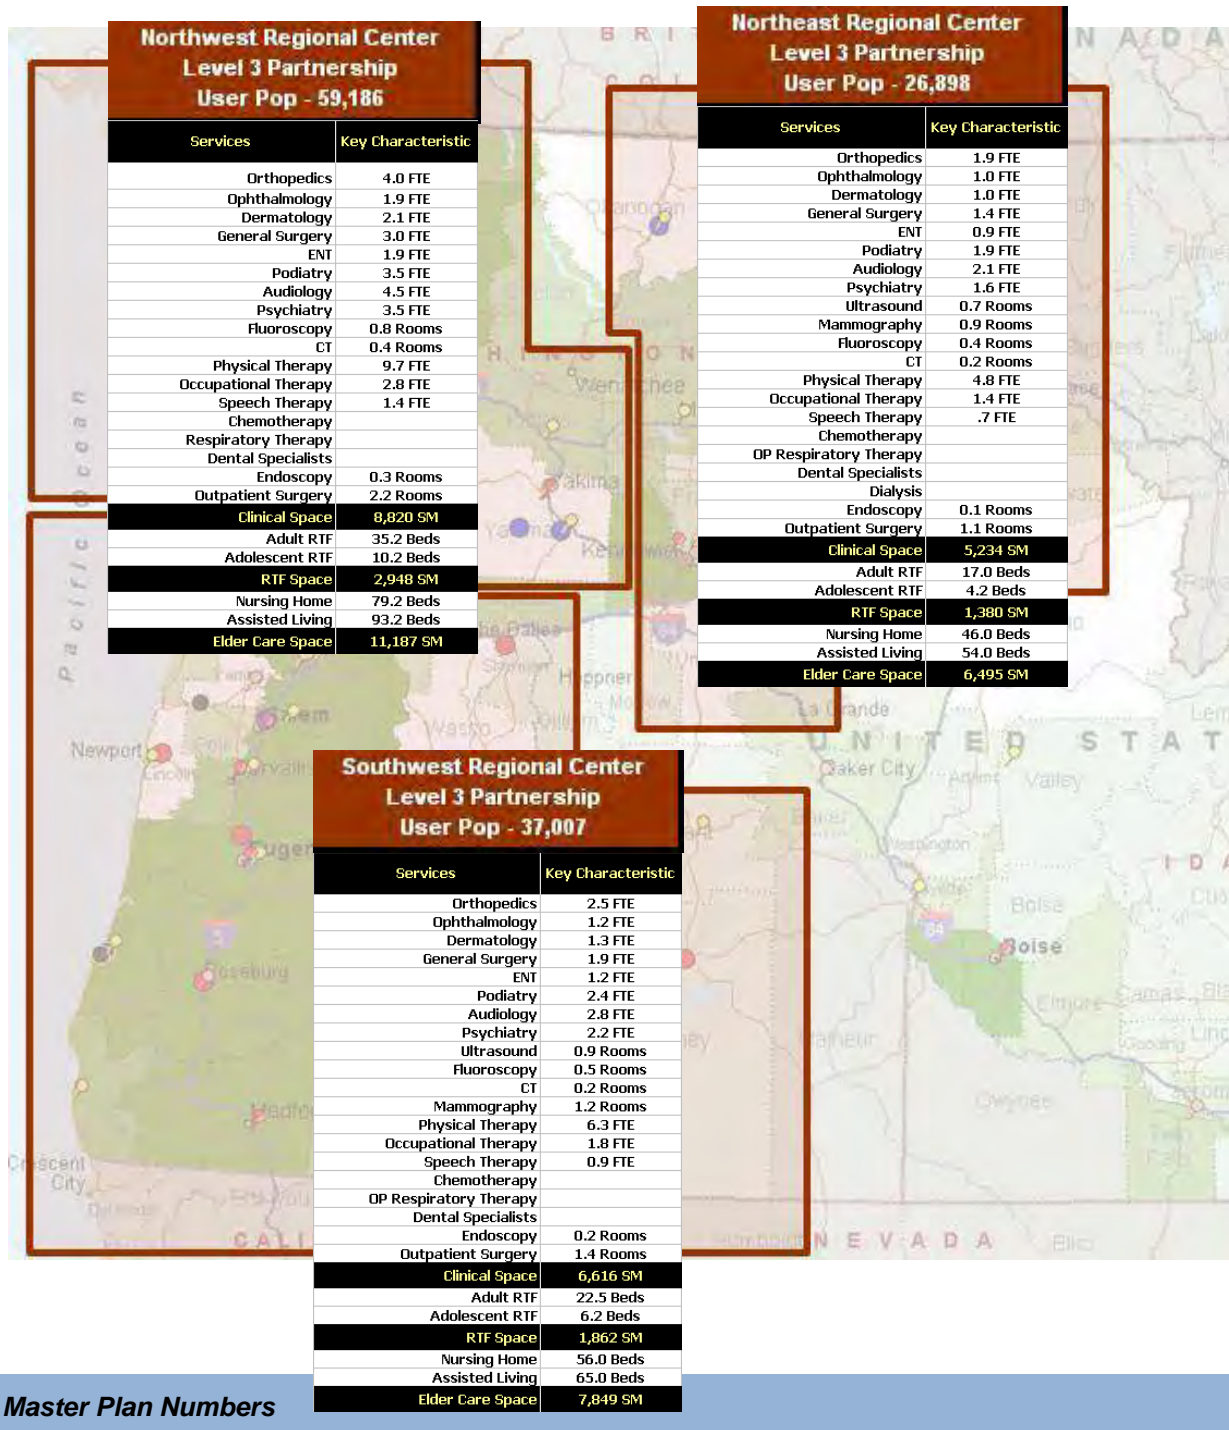 Northwest Regional Center
Level 3 Partnership
User Pop - 59,186
Services Key Characteristic
Orthopedics 4.0 FTE
Ophthalmology 1.9 FTE
Dermatology 2.1 FTE
General Surgery 3.0 FTE
ENT 1.9 FTE
Podiatry 3.5 FTE
Audiology 4.5 FTE
Psychiatry 3.5 FTE
Fluoroscopy 0.8 Rooms
CT 0.4 Rooms
Physical Therapy 9.7 FTE
Occupational Therapy 2.8 FTE
Speech Therapy 1.4 FTE
Chemotherapy
Respiratory Therapy
Dental Specialists
Endoscopy 0.3 Rooms
Outpatient Surgery 2.2 Rooms
Clinical Space 8,820 SM
Adult RTF 35.2 Beds
Adolescent RTF 10.2 Beds
RTF Space 2,948 SM
Nursing Home 79.2 Beds
Assisted Living 93.2 Beds
Elder Care Space 11,187 SM
Northeast Regional Center
Level 3 Partnership
User Pop - 26,898
Services Key Characteristic
Orthopedics 1.9 FTE
Ophthalmology 1.0 FTE
Dermatology 1.0 FTE
General Surgery 1.4 FTE
ENT 0.9 FTE
Podiatry 1.9 FTE
Audiology 2.1 FTE
Psychiatry 1.6 FTE
Ultrasound 0.7 Rooms
Mammography 0.9 Rooms
Fluoroscopy 0.4 Rooms
CT 0.2 Rooms
Physical Therapy 4.8 FTE
Occupational Therapy 1.4 FTE
Speech Therapy .7 FTE
Chemotherapy
OP Respiratory Therapy
Dental Specialists
Dialysis
Endoscopy 0.1 Rooms
Outpatient Surgery 1.1 Rooms
Clinical Space 5,234 SM
Adult RTF 17.0 Beds
Adolescent RTF 4.2 Beds
RTF Space 1,380 SM
Nursing Home 46.0 Beds
Assisted Living 54.0 Beds
Elder Care Space 6,495 SM
Southwest Regional Center
Level 3 Partnership
User Pop - 37,007
Services Key Characteristic
Orthopedics 2.5 FTE
Ophthalmology 1.2 FTE
Dermatology 1.3 FTE
General Surgery 1.9 FTE
ENT 1.2 FTE
Podiatry 2.4 FTE
Audiology 2.8 FTE
Psychiatry 2.2 FTE
Ultrasound 0.9 Rooms
Fluoroscopy 0.5 Rooms
CT 0.2 Rooms
Mammography 1.2 Rooms
Physical Therapy 6.3 FTE
Occupational Therapy 1.8 FTE
Speech Therapy 0.9 FTE
Chemotherapy
OP Respiratory Therapy
Dental Specialists
Endoscopy 0.2 Rooms
Outpatient Surgery 1.4 Rooms
Clinical Space 6,616 SM
Adult RTF 22.5 Beds
Adolescent RTF 6.2 Beds
RTF Space 1,862 SM
Nursing Home 56.0 Beds
Assisted Living 65.0 Beds
Elder Care Space 7,849 SM
Pacific Ocean
Okanogan
Wenatchee
Yakima
Heppner
La Grande
UNITED STAT
Baker City
Newport
Valley
Boise
Boise
Roseburg
Elmore
Owyhee
Crescent
City
NEVADA
Elko
Master Plan Numbers